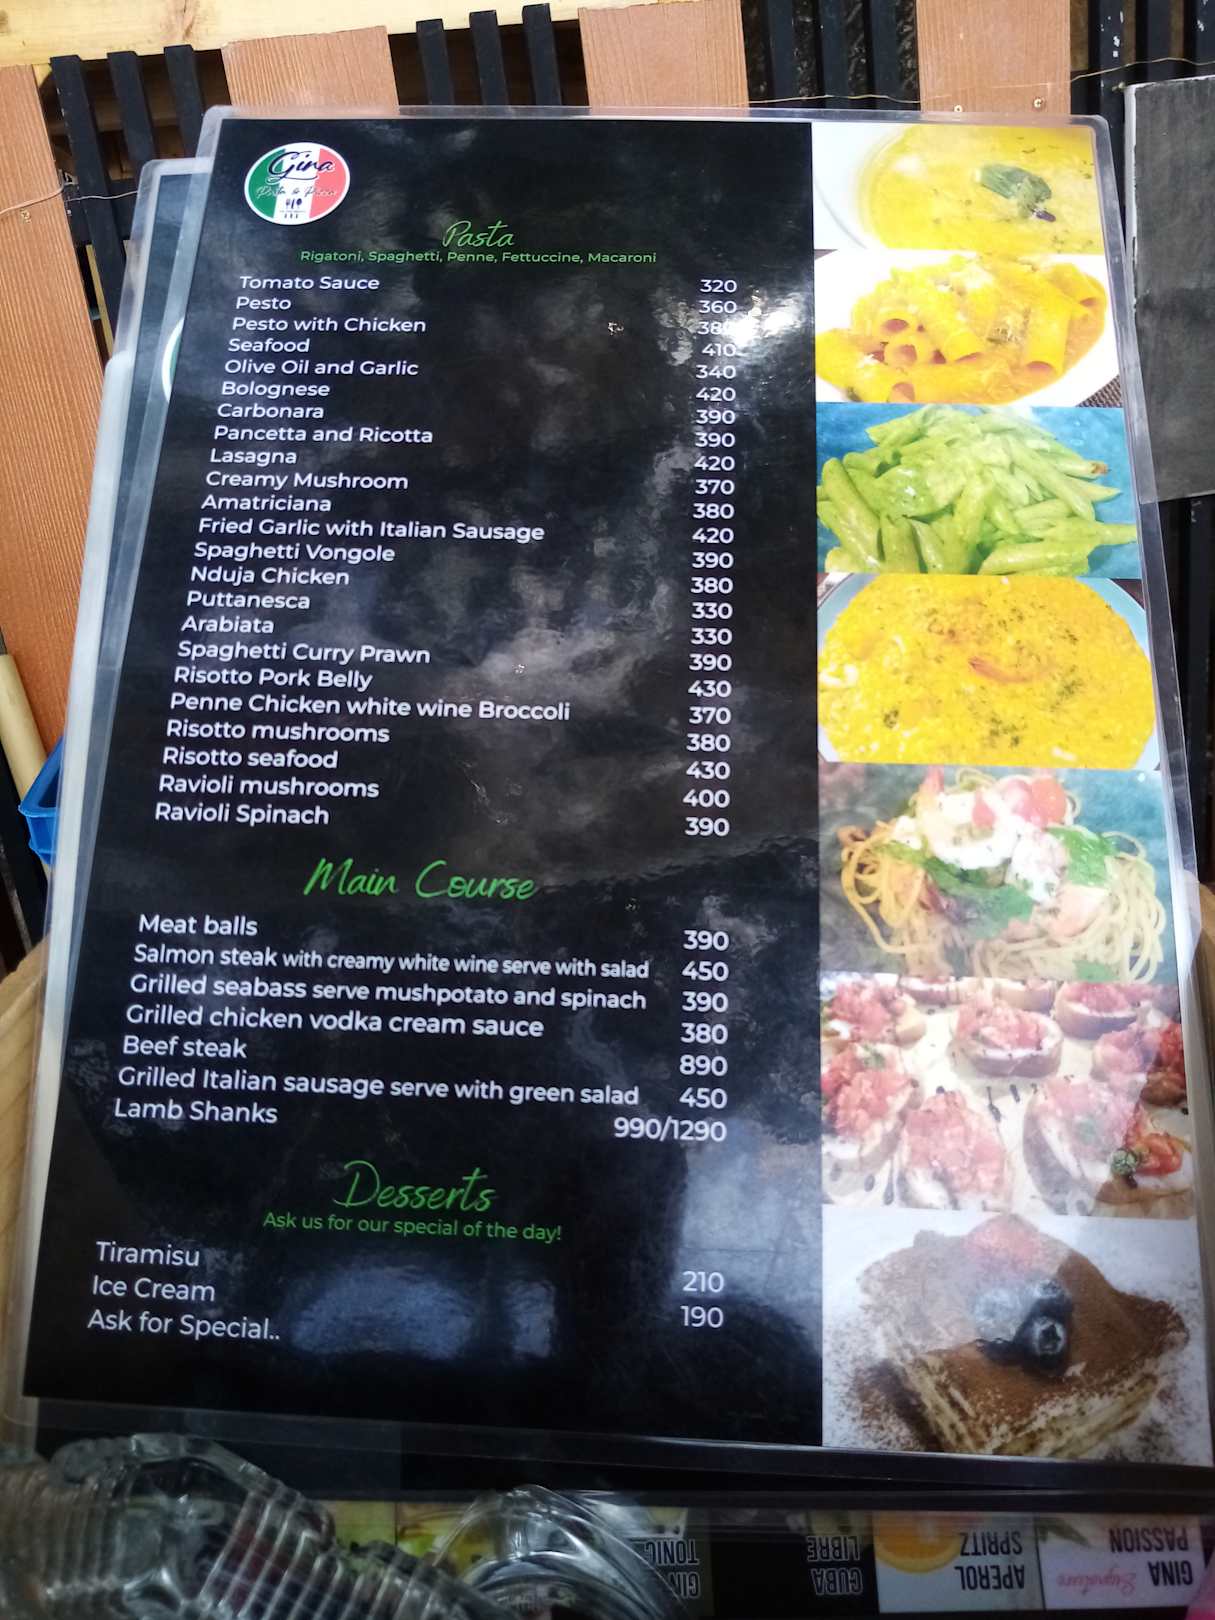 Gina
Pasta & Pizza
Pasta
Rigatoni, Spaghetti, Penne, Fettuccine, Macaroni
Tomato Sauce 320
Pesto 360
Pesto with Chicken 380
Seafood 410
Olive Oil and Garlic 340
Bolognese 420
Carbonara 390
Pancetta and Ricotta 390
Lasagna 420
Creamy Mushroom 370
Amatriciana 380
Fried Garlic with Italian Sausage 420
Spaghetti Vongole 390
Nduja Chicken 380
Puttanesca 330
Arabiata 330
Spaghetti Curry Prawn 390
Risotto Pork Belly 430
Penne Chicken white wine Broccoli 370
Risotto mushrooms 380
Risotto seafood 430
Ravioli mushrooms 400
Ravioli Spinach 390
Main Course
Meat balls 390
Salmon steak with creamy white wine serve with salad 450
Grilled seabass serve mushpotato and spinach 390
Grilled chicken vodka cream sauce 380
Beef steak 890
Grilled Italian sausage serve with green salad 450
Lamb Shanks 990/1290
Desserts
Ask us for our special of the day!
Tiramisu 210
Ice Cream 190
Ask for Special..
GINA Signature
PASSION
APEROL
SPRITZ
CUBA
LIBRE
GIN
TONIC